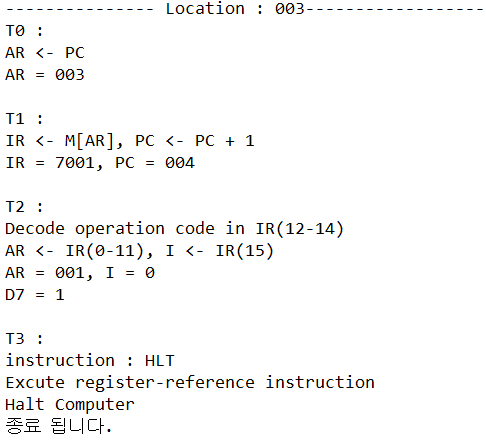 --------------- Location : 003------------------
T0 :
AR <- PC
AR = 003
T1 :
IR <- M[AR], PC <- PC + 1
IR = 7001, PC = 004
T2 :
Decode operation code in IR(12-14)
AR <- IR(0-11), I <- IR(15)
AR = 001, I = 0
D7 = 1
T3 :
instruction : HLT
Excute register-reference instruction
Halt Computer
종료 됩니다.